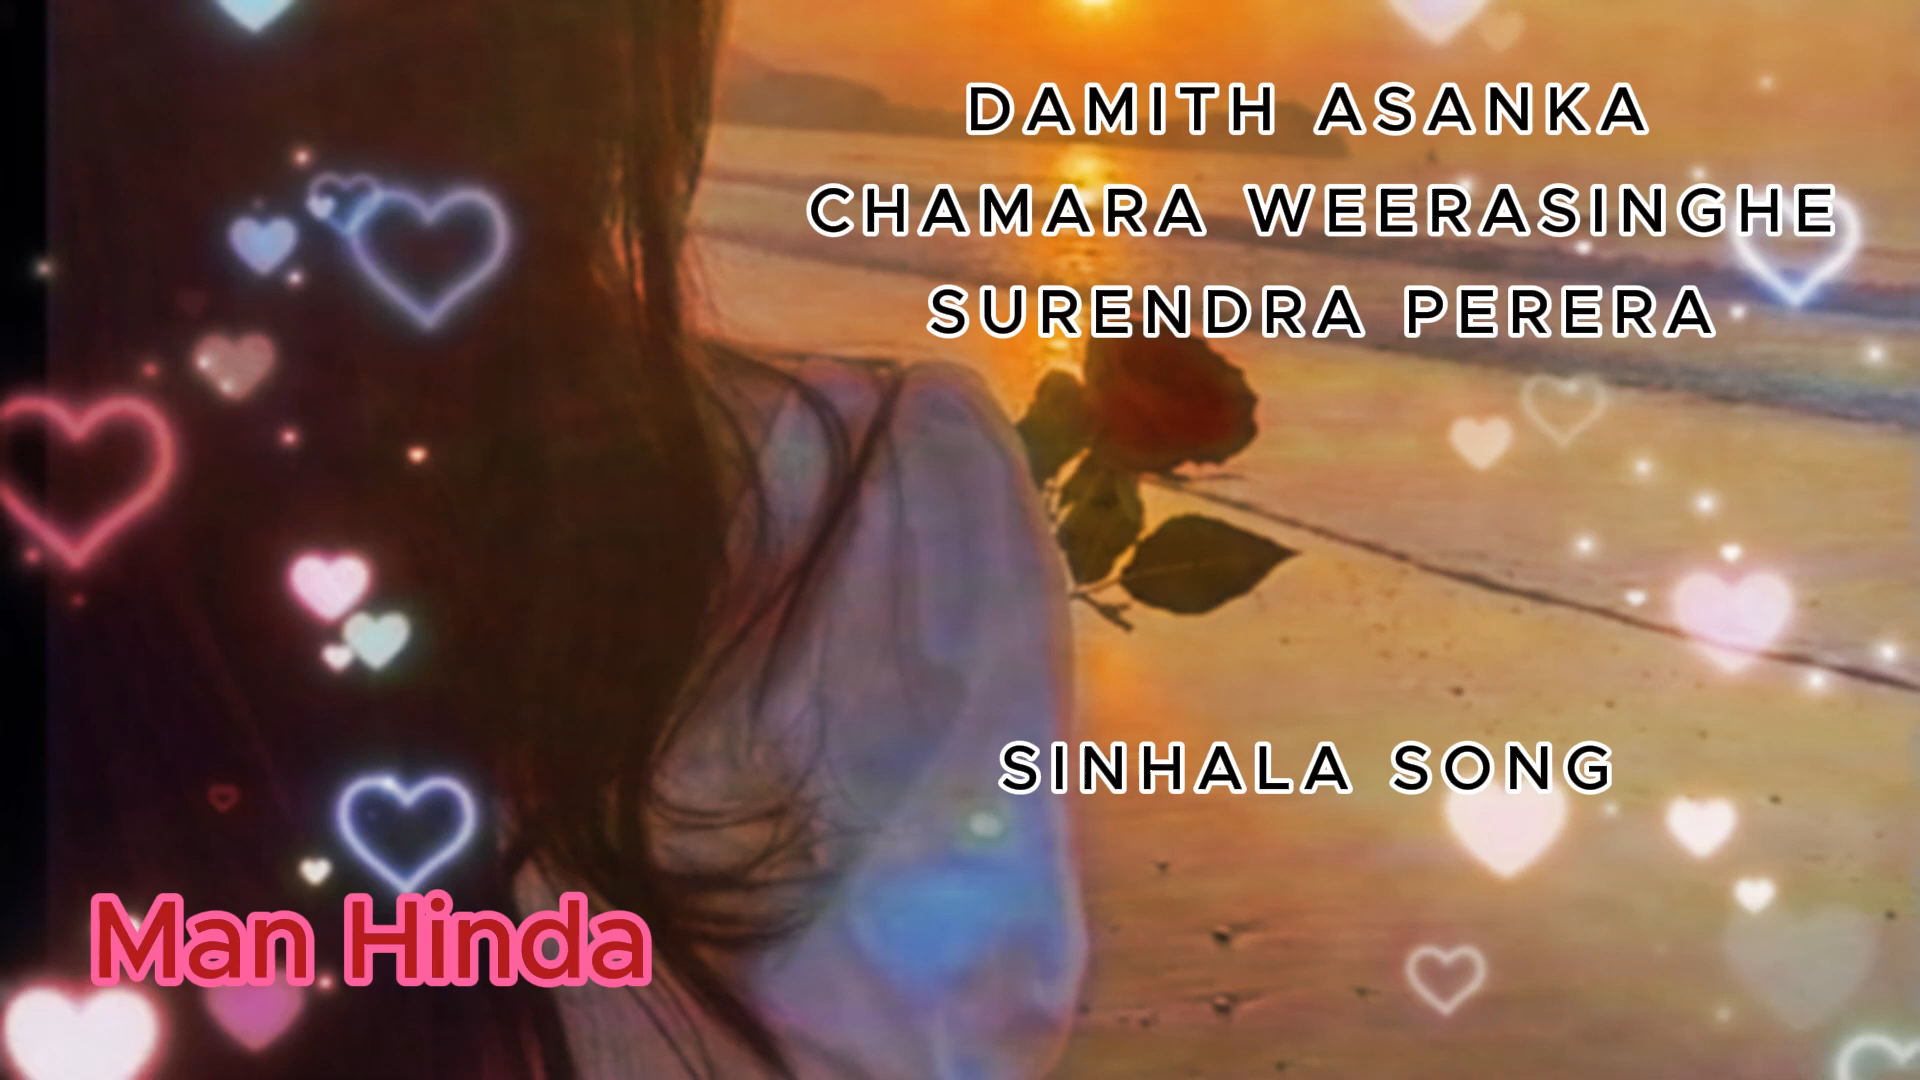 DAMITH ASANKA
CHAMARA WEERASINGHE
SURENDRA PERERA
SINHALA SONG
Man Hinda